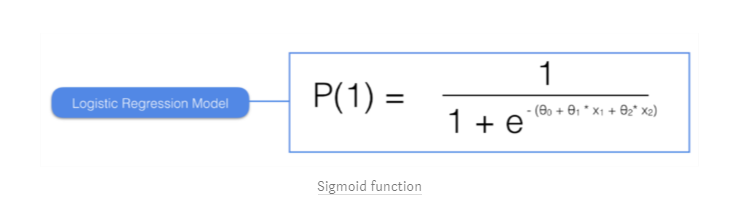 Logistic Regression Model
P(1) =
1
1 + e - (θ₀ + θ₁ * x₁ + θ₂* x₂)
Sigmoid function